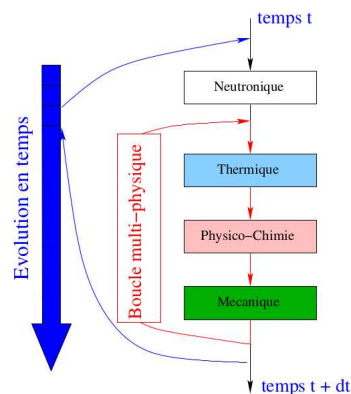 temps t
Neutronique
Thermique
Physico−Chimie
Mecanique
temps t + dt
Boucle multi−physique
Evolution en temps